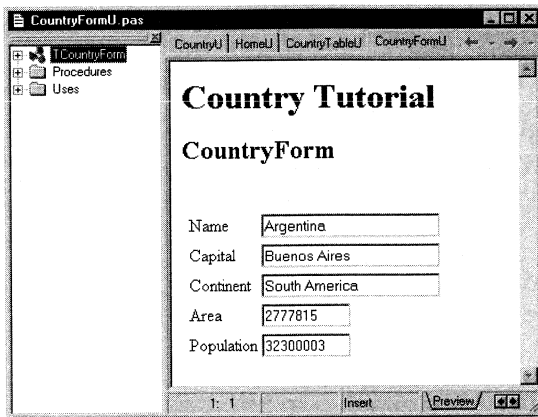 CountryFormU.pas
TCountryForm
Procedures
Uses
CountryU HomeU CountryTableU CountryFormU
Country Tutorial
CountryForm
Name Argentina
Capital Buenos Aires
Continent South America
Area 2777815
Population 32300003
1: 1 Insert Preview